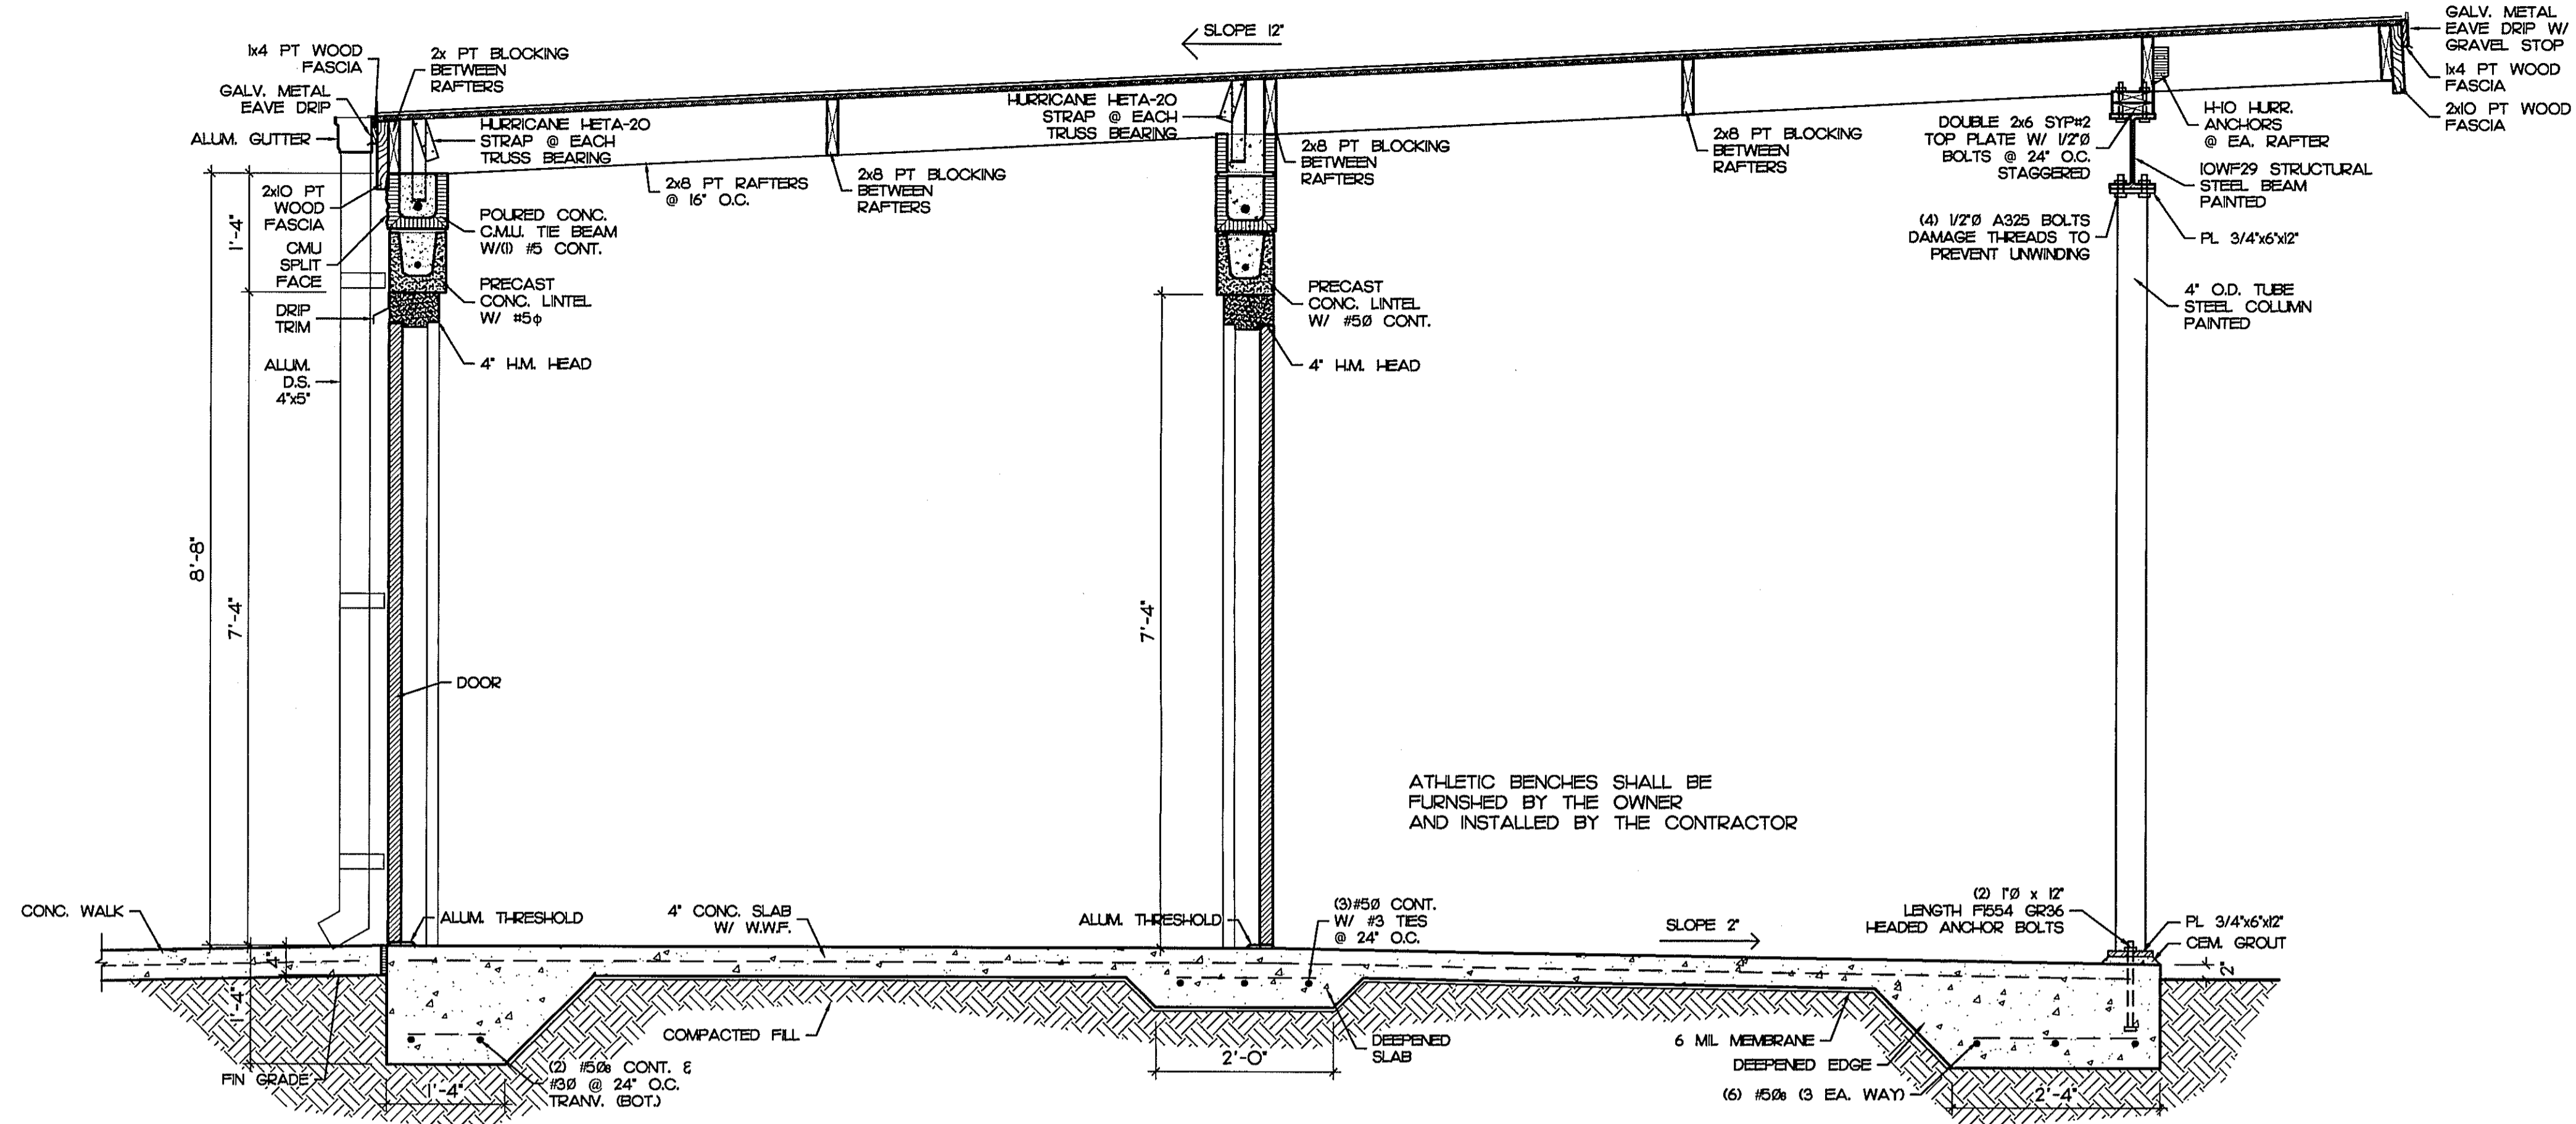 SLOPE 12"
GALV. METAL
EAVE DRIP W/
GRAVEL STOP
1x4 PT WOOD
FASCIA
2x10 PT WOOD
FASCIA
1x4 PT WOOD
FASCIA
2x PT BLOCKING
BETWEEN
RAFTERS
GALV. METAL
EAVE DRIP
ALUM. GUTTER
HURRICANE HETA-20
STRAP @ EACH
TRUSS BEARING
HURRICANE HETA-20
STRAP @ EACH
TRUSS BEARING
2x8 PT BLOCKING
BETWEEN
RAFTERS
2x8 PT BLOCKING
BETWEEN
RAFTERS
DOUBLE 2x6 SYP#2
TOP PLATE W/ 1/2"Ø
BOLTS @ 24" O.C.
STAGGERED
H-10 HURR.
ANCHORS
@ EA. RAFTER
10WF29 STRUCTURAL
STEEL BEAM
PAINTED
2x10 PT
WOOD
FASCIA
2x8 PT RAFTERS
@ 16" O.C.
2x8 PT BLOCKING
BETWEEN
RAFTERS
POURED CONC.
C.M.U. TIE BEAM
W/(1) #5 CONT.
(4) 1/2"Ø A325 BOLTS
DAMAGE THREADS TO
PREVENT UNWINDING
PL 3/4"x6"x12"
1'-4"
CMU
SPLIT
FACE
PRECAST
CONC. LINTEL
W/ #5ϕ
PRECAST
CONC. LINTEL
W/ #5Ø CONT.
4" O.D. TUBE
STEEL COLUMN
PAINTED
DRIP
TRIM
4" H.M. HEAD
4" H.M. HEAD
ALUM.
D.S.
4"x5"
8'-8"
7'-4"
7'-4"
DOOR
ATHLETIC BENCHES SHALL BE
FURNSHED BY THE OWNER
AND INSTALLED BY THE CONTRACTOR
CONC. WALK
ALUM. THRESHOLD
4" CONC. SLAB
W/ W.W.F.
ALUM. THRESHOLD
(3)#5Ø CONT.
W/ #3 TIES
@ 24" O.C.
SLOPE 2"
(2) 1"Ø x 12"
LENGTH F1554 GR36
HEADED ANCHOR BOLTS
PL 3/4"x6"x12"
CEM. GROUT
4"
2"
1'-4"
COMPACTED FILL
DEEPENED
SLAB
6 MIL MEMBRANE
DEEPENED EDGE
2'-0"
FIN GRADE
1'-4"
(2) #5Øs CONT. &
#3Ø @ 24" O.C.
TRANV. (BOT.)
(6) #5Øs (3 EA. WAY)
2'-4"